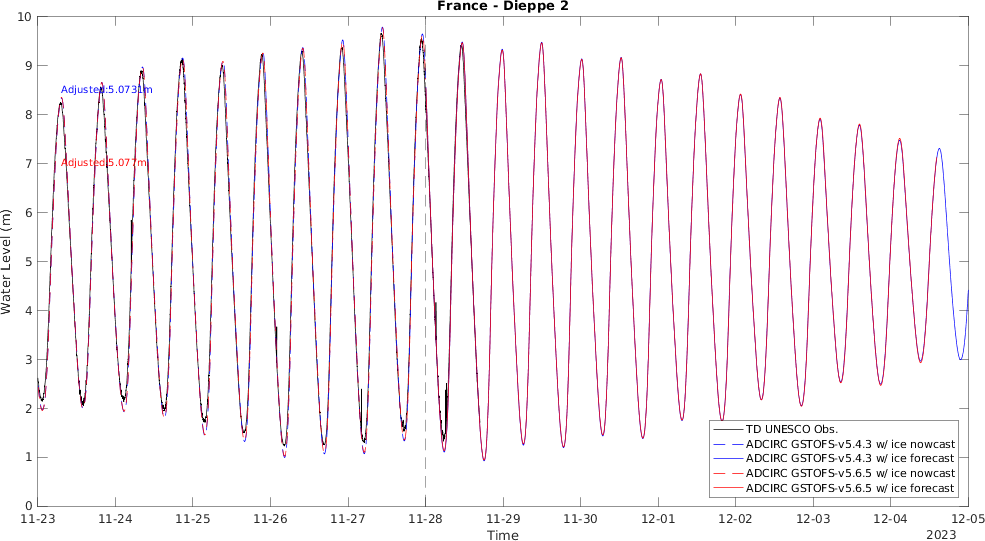 France - Dieppe 2
Water Level (m)
10
9
8
7
6
5
4
3
2
1
0
Adjusted:5.0731m
Adjusted:5.077m
TD UNESCO Obs.
ADCIRC GSTOFS-v5.4.3 w/ ice nowcast
ADCIRC GSTOFS-v5.4.3 w/ ice forecast
ADCIRC GSTOFS-v5.6.5 w/ ice nowcast
ADCIRC GSTOFS-v5.6.5 w/ ice forecast
11-23 11-24 11-25 11-26 11-27 11-28 11-29 11-30 12-01 12-02 12-03 12-04 12-05
Time
2023